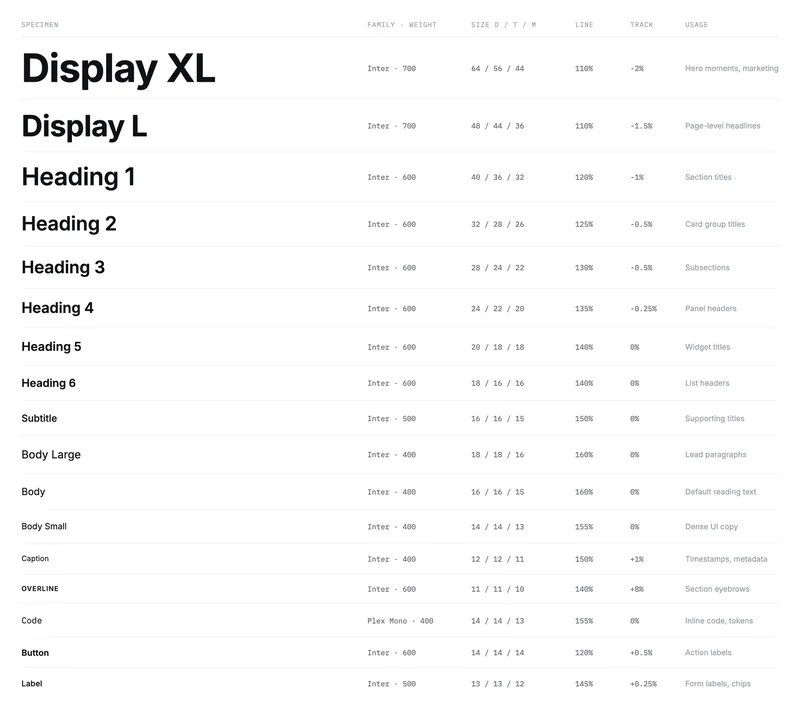 SPECIMEN FAMILY · WEIGHT SIZE D / T / M LINE TRACK USAGE
Display XL Inter · 700 64 / 56 / 44 110% -2% Hero moments, marketing
Display L Inter · 700 48 / 44 / 36 110% -1.5% Page-level headlines
Heading 1 Inter · 600 40 / 36 / 32 120% -1% Section titles
Heading 2 Inter · 600 32 / 28 / 26 125% -0.5% Card group titles
Heading 3 Inter · 600 28 / 24 / 22 130% -0.5% Subsections
Heading 4 Inter · 600 24 / 22 / 20 135% -0.25% Panel headers
Heading 5 Inter · 600 20 / 18 / 18 140% 0% Widget titles
Heading 6 Inter · 600 18 / 16 / 16 140% 0% List headers
Subtitle Inter · 500 16 / 16 / 15 150% 0% Supporting titles
Body Large Inter · 400 18 / 18 / 16 160% 0% Lead paragraphs
Body Inter · 400 16 / 16 / 15 160% 0% Default reading text
Body Small Inter · 400 14 / 14 / 13 155% 0% Dense UI copy
Caption Inter · 400 12 / 12 / 11 150% +1% Timestamps, metadata
OVERLINE Inter · 600 11 / 11 / 10 140% +8% Section eyebrows
Code Plex Mono · 400 14 / 14 / 13 155% 0% Inline code, tokens
Button Inter · 600 14 / 14 / 14 120% +0.5% Action labels
Label Inter · 500 13 / 13 / 12 145% +0.25% Form labels, chips